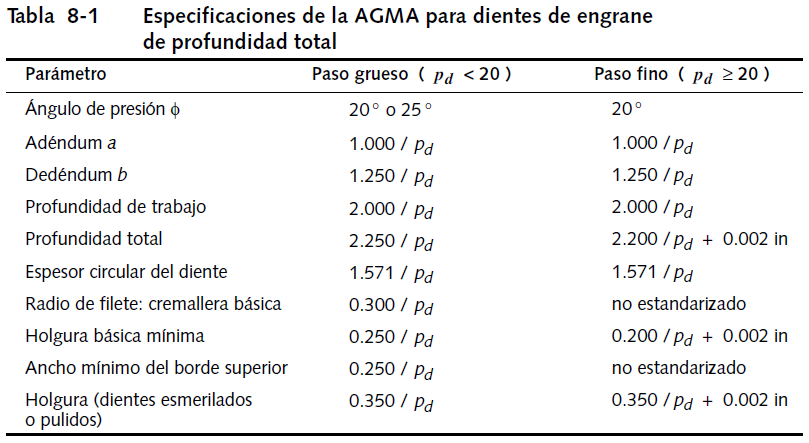 Tabla 8-1 Especificaciones de la AGMA para dientes de engrane
de profundidad total
Parámetro Paso grueso ( pd < 20 ) Paso fino ( pd ≥ 20 )
Ángulo de presión ϕ 20° o 25° 20°
Adéndum a 1.000 / pd 1.000 / pd
Dedéndum b 1.250 / pd 1.250 / pd
Profundidad de trabajo 2.000 / pd 2.000 / pd
Profundidad total 2.250 / pd 2.200 / pd + 0.002 in
Espesor circular del diente 1.571 / pd 1.571 / pd
Radio de filete: cremallera básica 0.300 / pd no estandarizado
Holgura básica mínima 0.250 / pd 0.200 / pd + 0.002 in
Ancho mínimo del borde superior 0.250 / pd no estandarizado
Holgura (dientes esmerilados 0.350 / pd 0.350 / pd + 0.002 in
o pulidos)